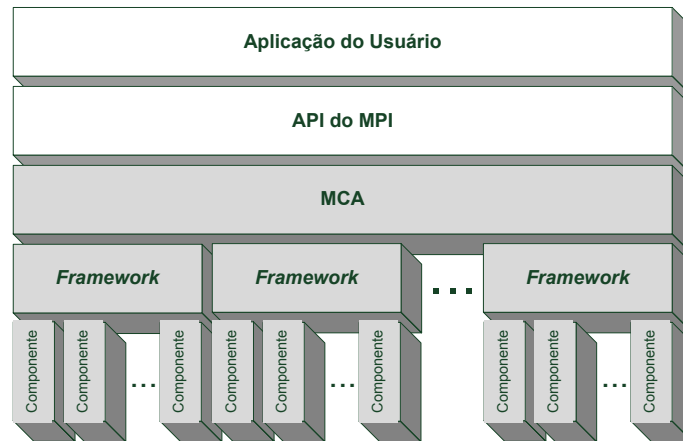 Aplicação do Usuário
API do MPI
MCA
Framework Framework ... Framework
Componente Componente ... Componente Componente Componente ... Componente Componente Componente ... Componente